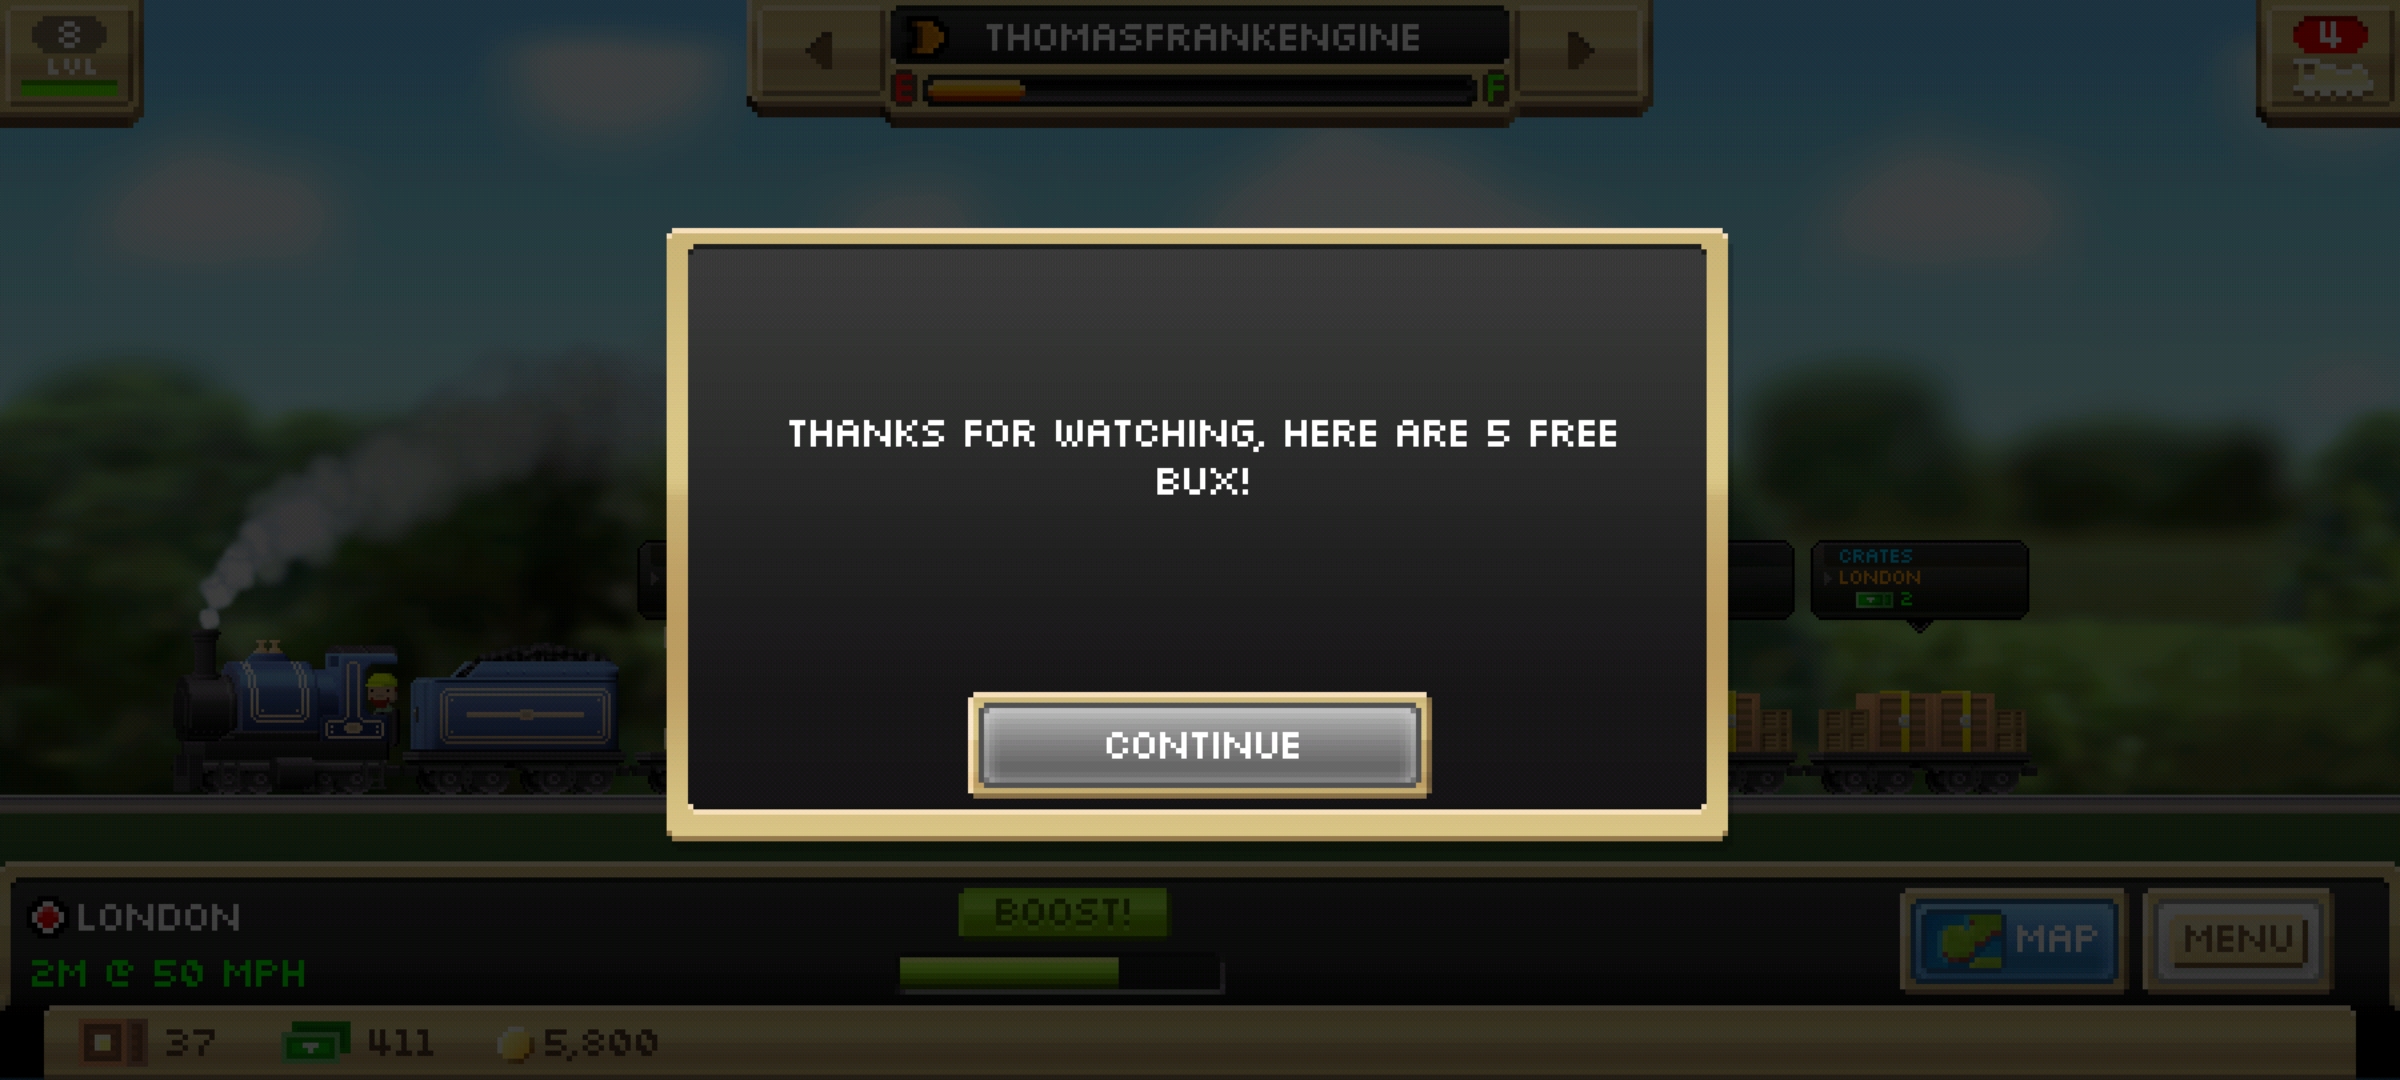 8
LVL
THOMASFRANKENGINE
E F
4
THANKS FOR WATCHING, HERE ARE 5 FREE
BUX!
CONTINUE
CRATES
LONDON
2
LONDON
2M @ 50 MPH
BOOST!
MAP
MENU
37 411 5,800